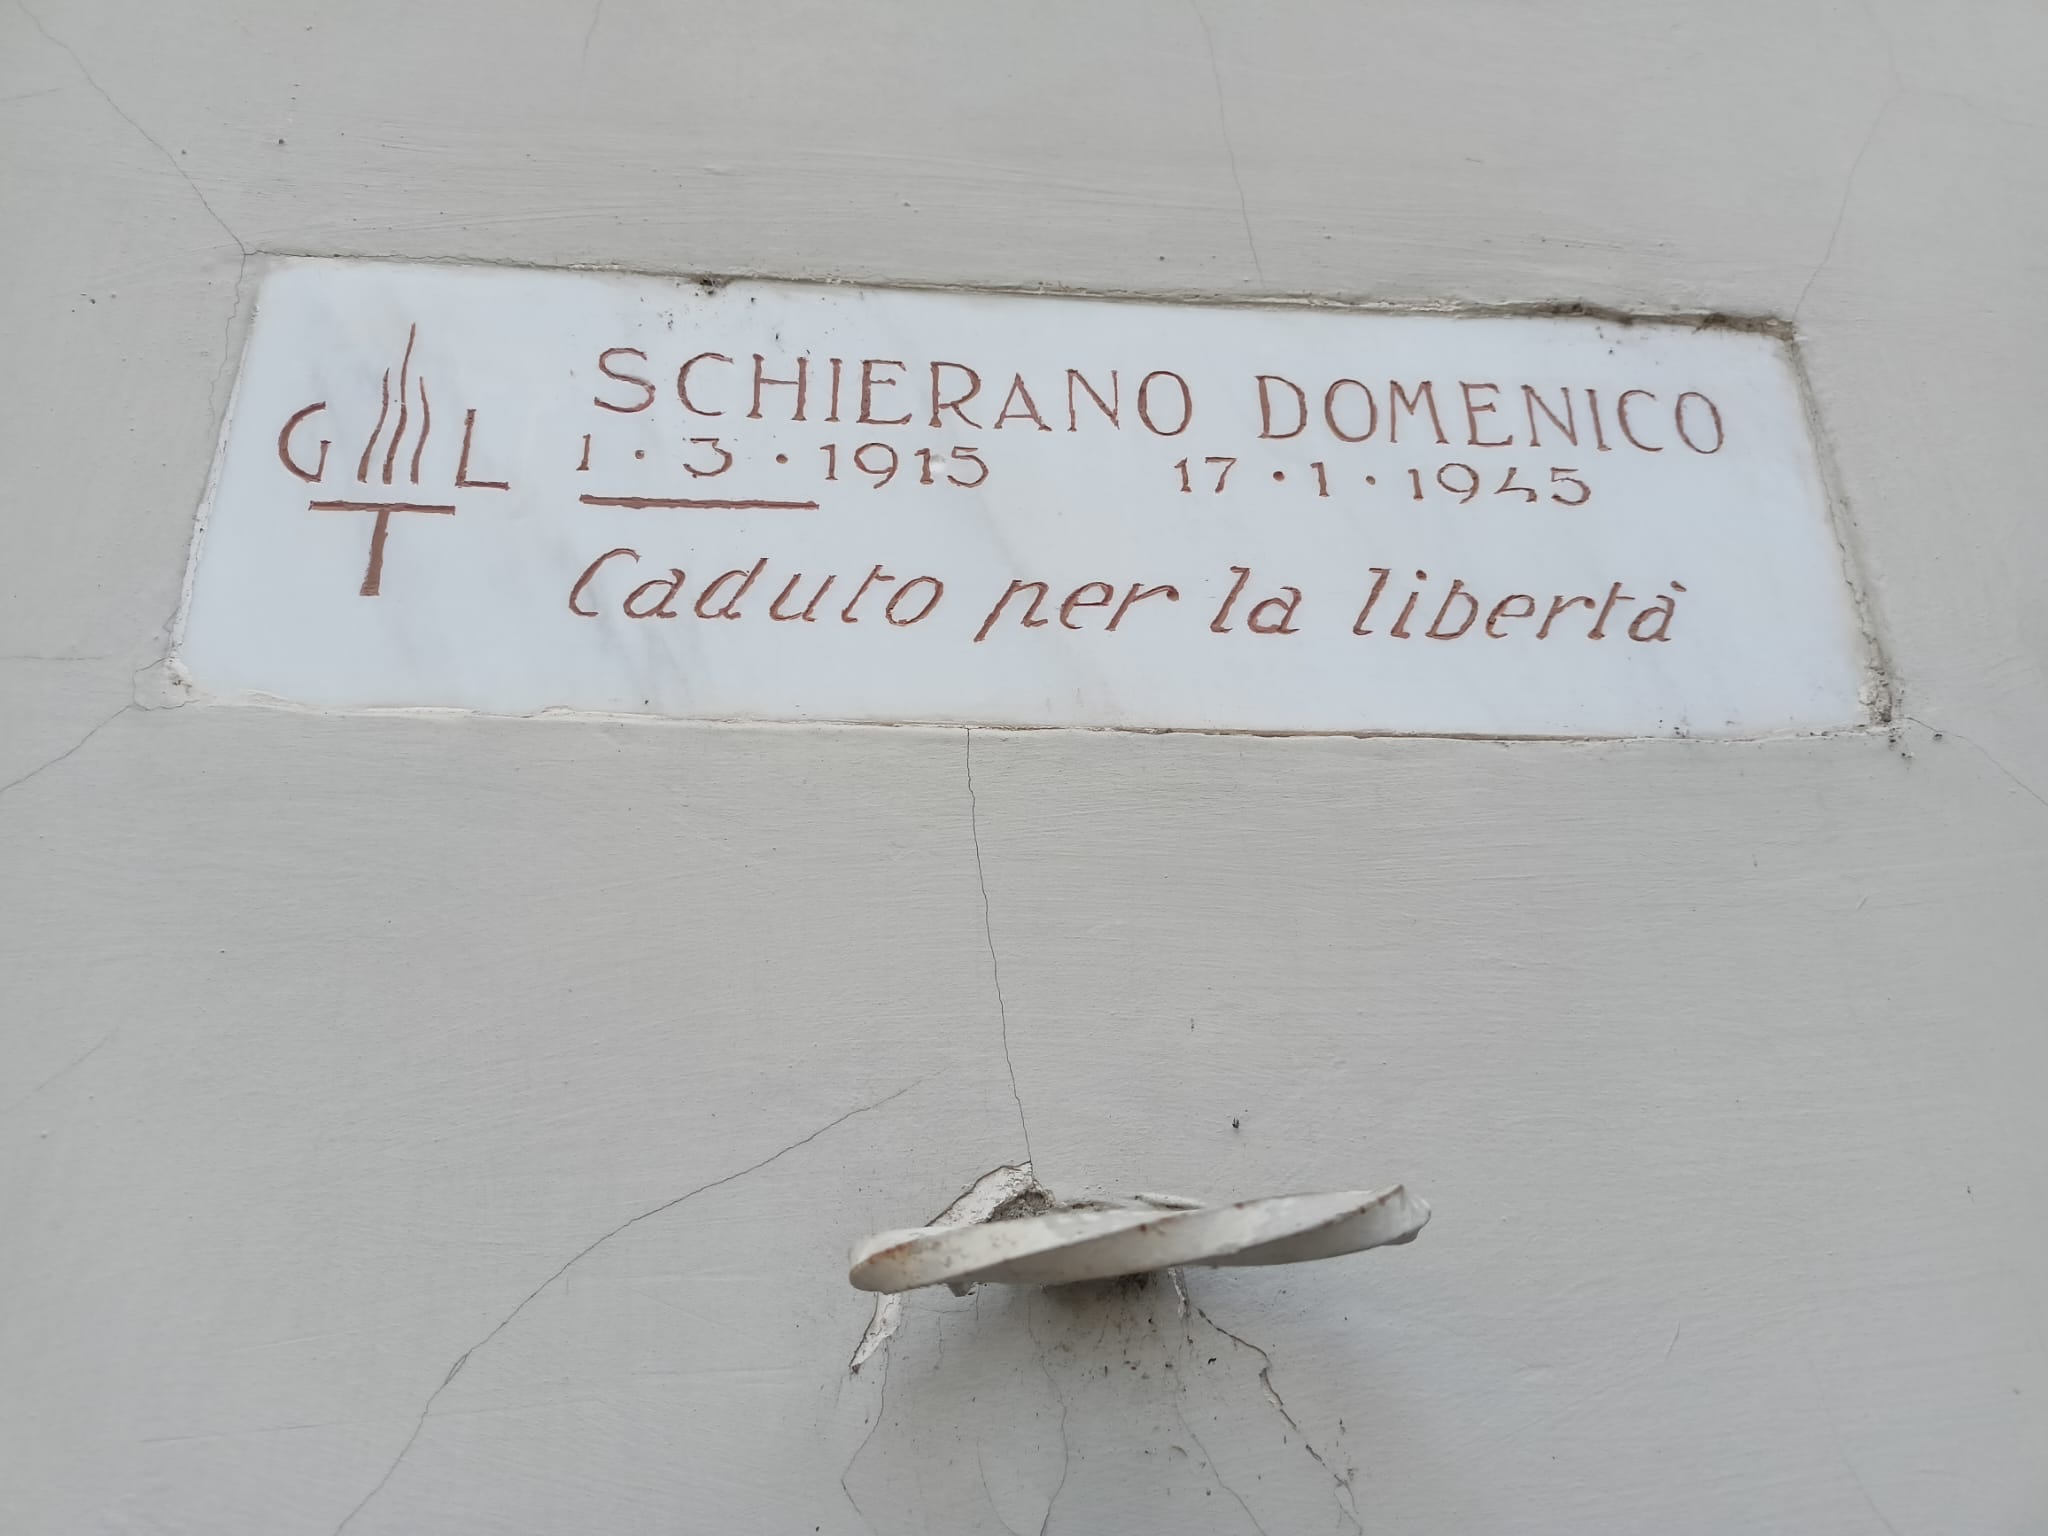 G L
SCHIERANO DOMENICO
1·3·1915 17·1·1945
Caduto per la libertà